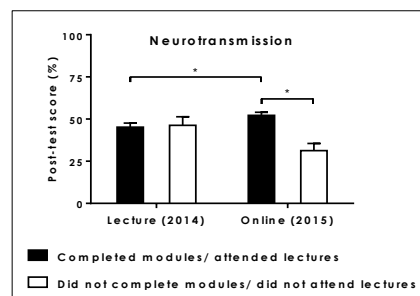 Neurotransmission
Post-test score (%)
100
75
50
25
0
*
*
Lecture (2014) Online (2015)
Completed modules/ attended lectures
Did not complete modules/ did not attend lectures